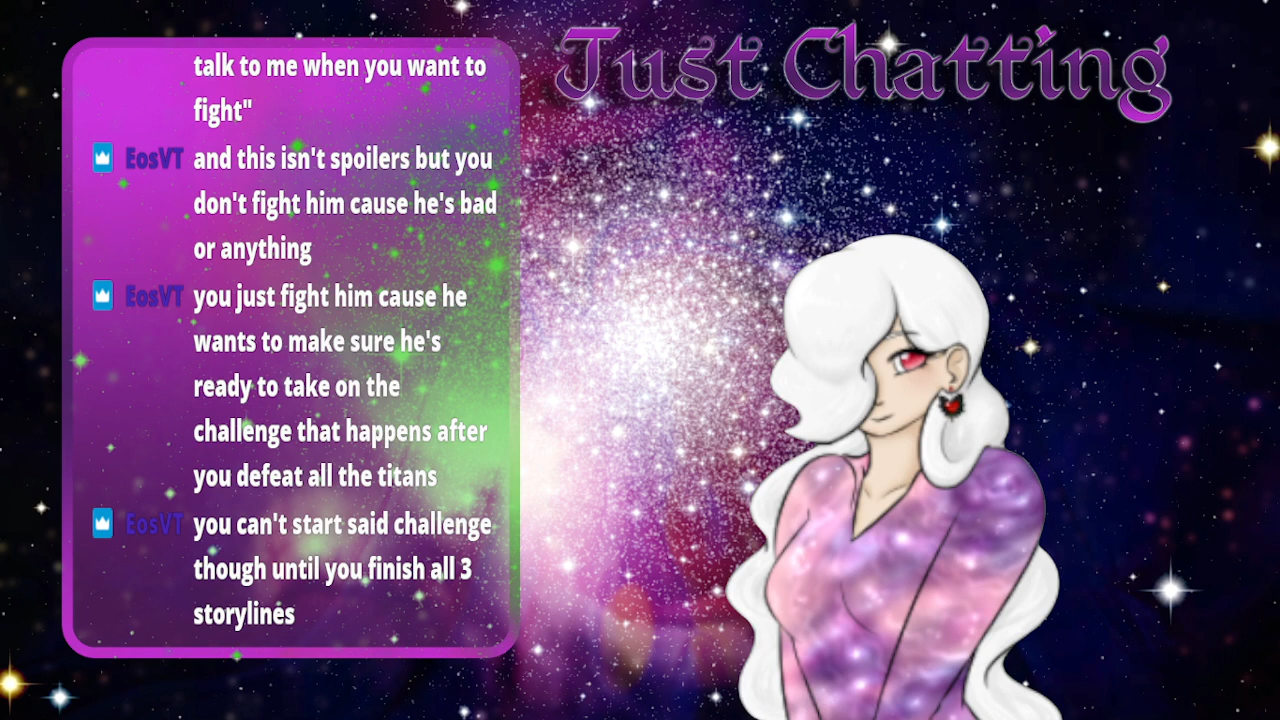 Just Chatting
talk to me when you want to
fight"
EosVT and this isn't spoilers but you
don't fight him cause he's bad
or anything
EosVT you just fight him cause he
wants to make sure he's
ready to take on the
challenge that happens after
you defeat all the titans
EosVT you can't start said challenge
though until you finish all 3
storylines